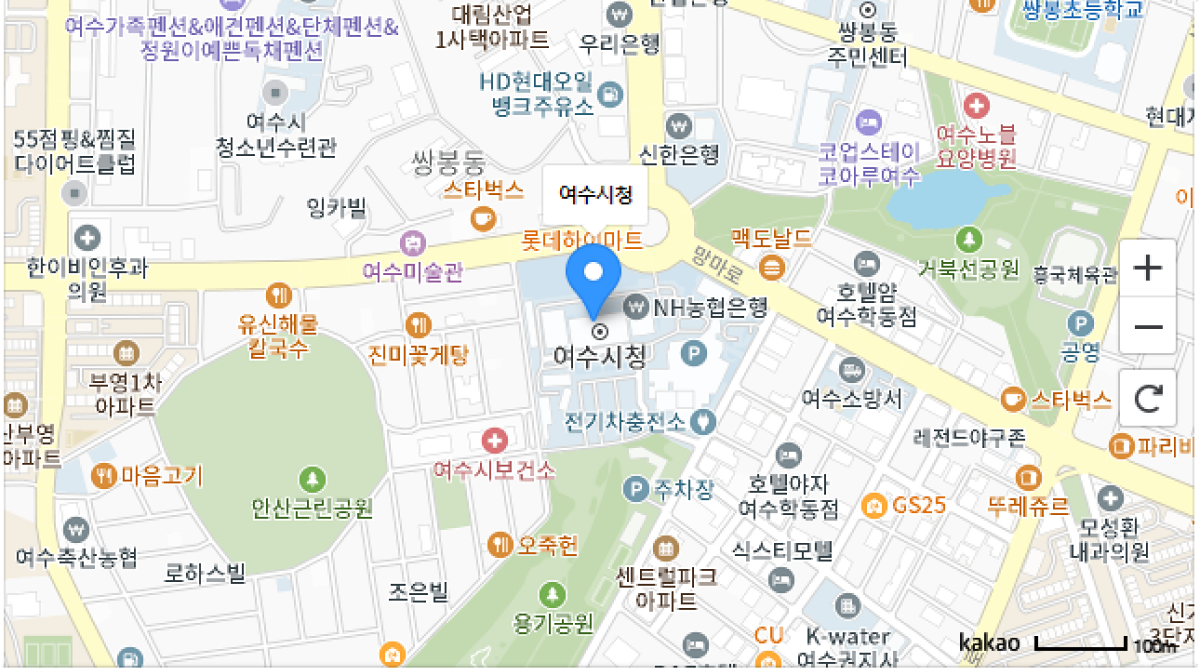 여수가족펜션&애견펜션&단체펜션&
정원이예쁜독채펜션
대림산업
1사택아파트
우리은행
쌍봉동
주민센터
쌍봉초등학교
HD현대오일
뱅크주유소
여수시
청소년수련관
55점핑&찜질
다이어트클럽
쌍봉동
신한은행
코업스테이
코아루여수
여수노블
요양병원
스타벅스
여수시청
잉카빌
롯데하이마트
맥도날드
망마로
여수미술관
한이비인후과
의원
거북선공원
흥국체육관
호텔얌
여수학동점
NH농협은행
유신해물
칼국수
진미꽃게탕
여수시청
P
P
공영
부영1차
아파트
여수소방서
스타벅스
전기차충전소
레전드야구존
아파트
마음고기
여수시보건소
안산근린공원
P
주차장
호텔야자
여수학동점
GS25
뚜레쥬르
모성환
내과의원
여수축산농협
로하스빌
오죽헌
식스티모텔
조은빌
센트럴파크
아파트
용기공원
CU
K-water
여수권지사
kakao
100m